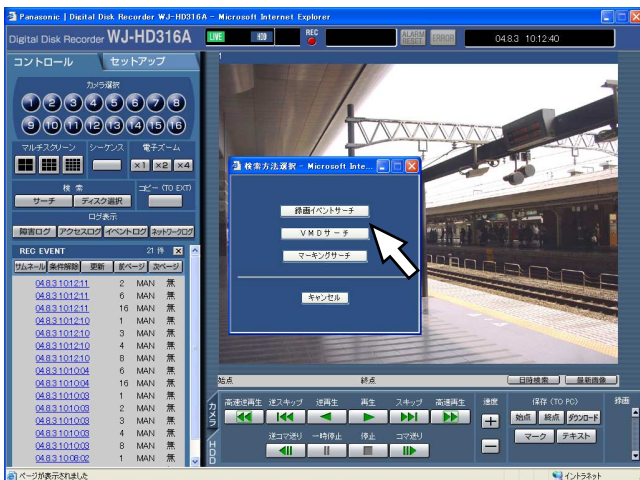 Panasonic | Digital Disk Recorder WJ-HD316A - Microsoft Internet Explorer
Digital Disk Recorder WJ-HD316A
LIVE HDD REC ALARM RESET ERROR 04.8.3 10:12:40
コントロール セットアップ
カメラ選択
1 2 3 4 5 6 7 8
9 10 11 12 13 14 15 16
マルチスクリーン シーケンス 電子ズーム
×1 ×2 ×4
検 索 コピー (TO EXT)
サーチ ディスク選択
ログ表示
障害ログ アクセスログ イベントログ ネットワークログ
REC EVENT 21 件
サムネール 条件解除 更新 前ページ 次ページ
04.8.3 10:12:11 2 MAN 無
04.8.3 10:12:11 6 MAN 無
04.8.3 10:12:11 16 MAN 無
04.8.3 10:12:10 1 MAN 無
04.8.3 10:12:10 3 MAN 無
04.8.3 10:12:10 4 MAN 無
04.8.3 10:12:10 8 MAN 無
04.8.3 10:10:04 6 MAN 無
04.8.3 10:10:04 16 MAN 無
04.8.3 10:10:03 1 MAN 無
04.8.3 10:10:03 2 MAN 無
04.8.3 10:10:03 3 MAN 無
04.8.3 10:10:03 4 MAN 無
04.8.3 10:10:03 8 MAN 無
04.8.3 10:08:02 1 MAN 無
1
検索方法選択 - Microsoft Inte...
録画イベントサーチ
ＶＭＤサーチ
マーキングサーチ
キャンセル
始点 終点 日時検索 最新画像
カメラ
HDD
高速逆再生 逆スキップ 逆再生 再生 スキップ 高速再生 速度 保存 (TO PC) 録画
始点 終点 ダウンロード
逆コマ送り 一時停止 停止 コマ送り
マーク テキスト
ページが表示されました
イントラネット